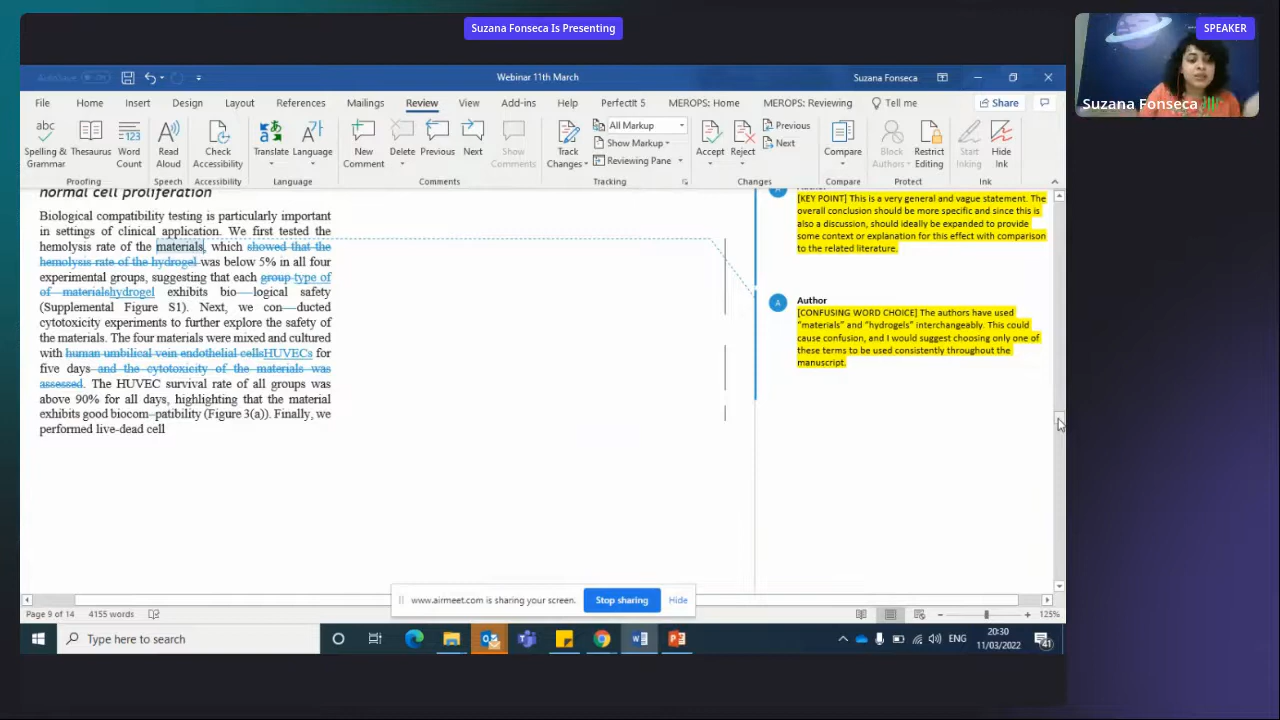 Suzana Fonseca Is Presenting
SPEAKER
Suzana Fonseca
AutoSave
Off
Webinar 11th March
Suzana Fonseca
File Home Insert Design Layout References Mailings Review View Add-ins Help PerfectIt 5 MEROPS: Home MEROPS: Reviewing Tell me Share
abc
123
Spelling & Grammar
Thesaurus
Word Count
Read Aloud
Check Accessibility
Translate
Language
New Comment
Delete
Previous
Next
Show Comments
Track Changes
All Markup
Show Markup
Reviewing Pane
Accept
Reject
Previous
Next
Compare
Block Authors
Restrict Editing
Start Inking
Hide Ink
Proofing Speech Accessibility Language Comments Tracking Changes Compare Protect Ink
normal cell proliferation
Biological compatibility testing is particularly important
in settings of clinical application. We first tested the
hemolysis rate of the materials, which showed that the
hemolysis rate of the hydrogel was below 5% in all four
experimental groups, suggesting that each group type of
of materialshydrogel exhibits bio-logical safety
(Supplemental Figure S1). Next, we con-ducted
cytotoxicity experiments to further explore the safety of
the materials. The four materials were mixed and cultured
with human umbilical vein endothelial cellsHUVECs for
five days and the cytotoxicity of the materials was
assessed. The HUVEC survival rate of all groups was
above 90% for all days, highlighting that the material
exhibits good biocom-patibility (Figure 3(a)). Finally, we
performed live-dead cell
[KEY POINT] This is a very general and vague statement. The
overall conclusion should be more specific and since this is
also a discussion, should ideally be expanded to provide
some context or explanation for this effect with comparison
to the related literature.
A
Author
[CONFUSING WORD CHOICE] The authors have used
"materials" and "hydrogels" interchangeably. This could
cause confusion, and I would suggest choosing only one of
these terms to be used consistently throughout the
manuscript.
www.airmeet.com is sharing your screen. Stop sharing Hide
Page 9 of 14 4155 words
125%
Type here to search
ENG
20:30
11/03/2022
41